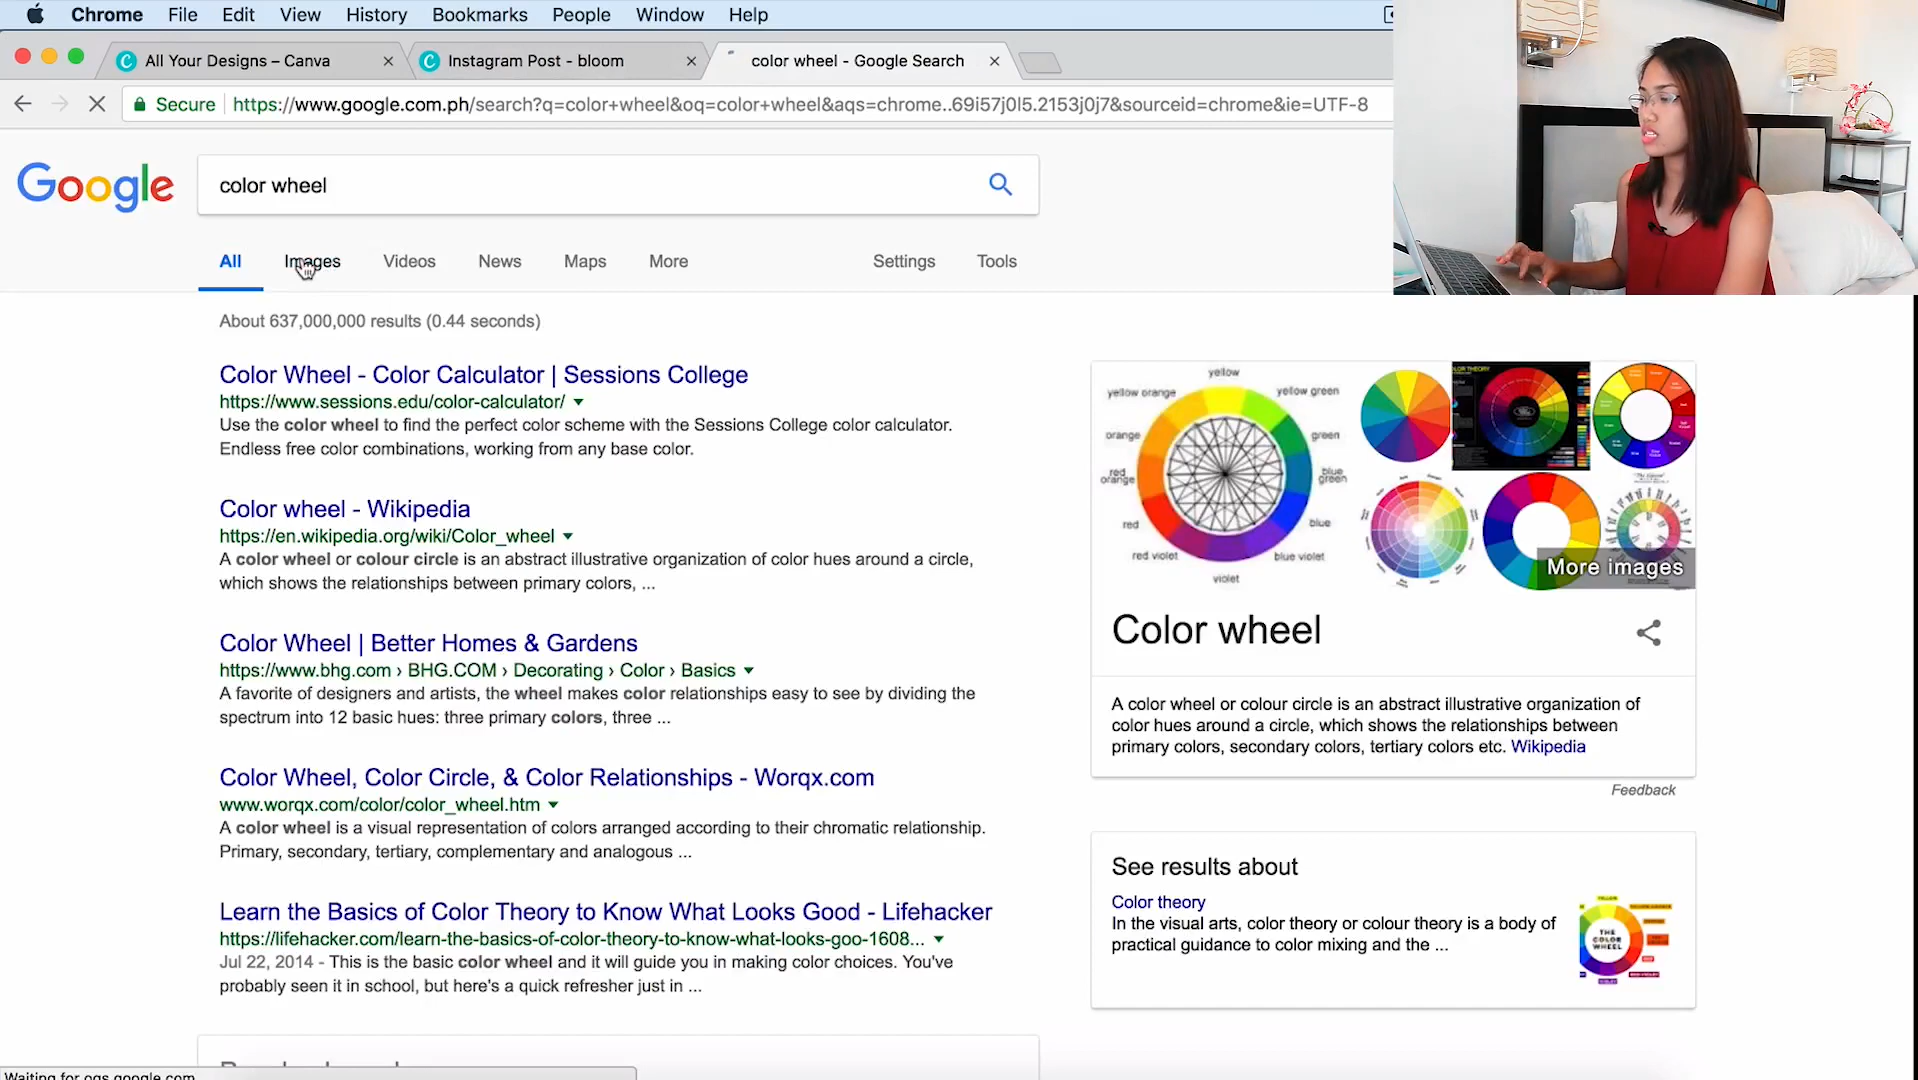 Chrome File Edit View History Bookmarks People Window Help
All Your Designs – Canva
Instagram Post - bloom
color wheel - Google Search
Secure https://www.google.com.ph/search?q=color+wheel&oq=color+wheel&aqs=chrome..69i57j0l5.2153j0j7&sourceid=chrome&ie=UTF-8
Google
color wheel
All Images Videos News Maps More Settings Tools
About 637,000,000 results (0.44 seconds)
Color Wheel - Color Calculator | Sessions College
https://www.sessions.edu/color-calculator/
Use the color wheel to find the perfect color scheme with the Sessions College color calculator.
Endless free color combinations, working from any base color.
Color wheel - Wikipedia
https://en.wikipedia.org/wiki/Color_wheel
A color wheel or colour circle is an abstract illustrative organization of color hues around a circle,
which shows the relationships between primary colors, ...
Color Wheel | Better Homes & Gardens
https://www.bhg.com › BHG.COM › Decorating › Color › Basics
A favorite of designers and artists, the wheel makes color relationships easy to see by dividing the
spectrum into 12 basic hues: three primary colors, three ...
Color Wheel, Color Circle, & Color Relationships - Worqx.com
www.worqx.com/color/color_wheel.htm
A color wheel is a visual representation of colors arranged according to their chromatic relationship.
Primary, secondary, tertiary, complementary and analogous ...
Learn the Basics of Color Theory to Know What Looks Good - Lifehacker
https://lifehacker.com/learn-the-basics-of-color-theory-to-know-what-looks-goo-1608...
Jul 22, 2014 - This is the basic color wheel and it will guide you in making color choices. You've
probably seen it in school, but here's a quick refresher just in ...
yellow
yellow orange
yellow green
orange
green
red
orange
blue
green
red
blue
red violet
blue violet
violet
More images
Color wheel
A color wheel or colour circle is an abstract illustrative organization of
color hues around a circle, which shows the relationships between
primary colors, secondary colors, tertiary colors etc. Wikipedia
Feedback
See results about
Color theory
In the visual arts, color theory or colour theory is a body of
practical guidance to color mixing and the ...
THE
COLOR
WHEEL
Waiting for ogs.google.com